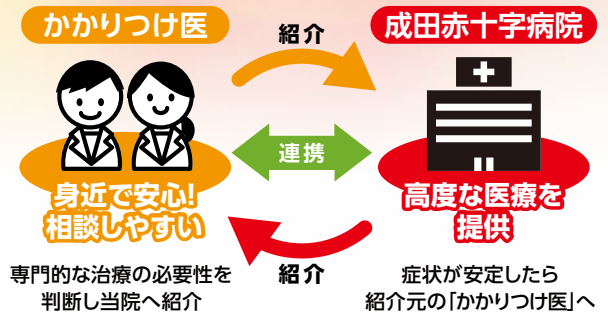 かかりつけ医
紹介
成田赤十字病院
連携
身近で安心!
相談しやすい
高度な医療を
提供
専門的な治療の必要性を
判断し当院へ紹介
紹介
症状が安定したら
紹介元の「かかりつけ医」へ